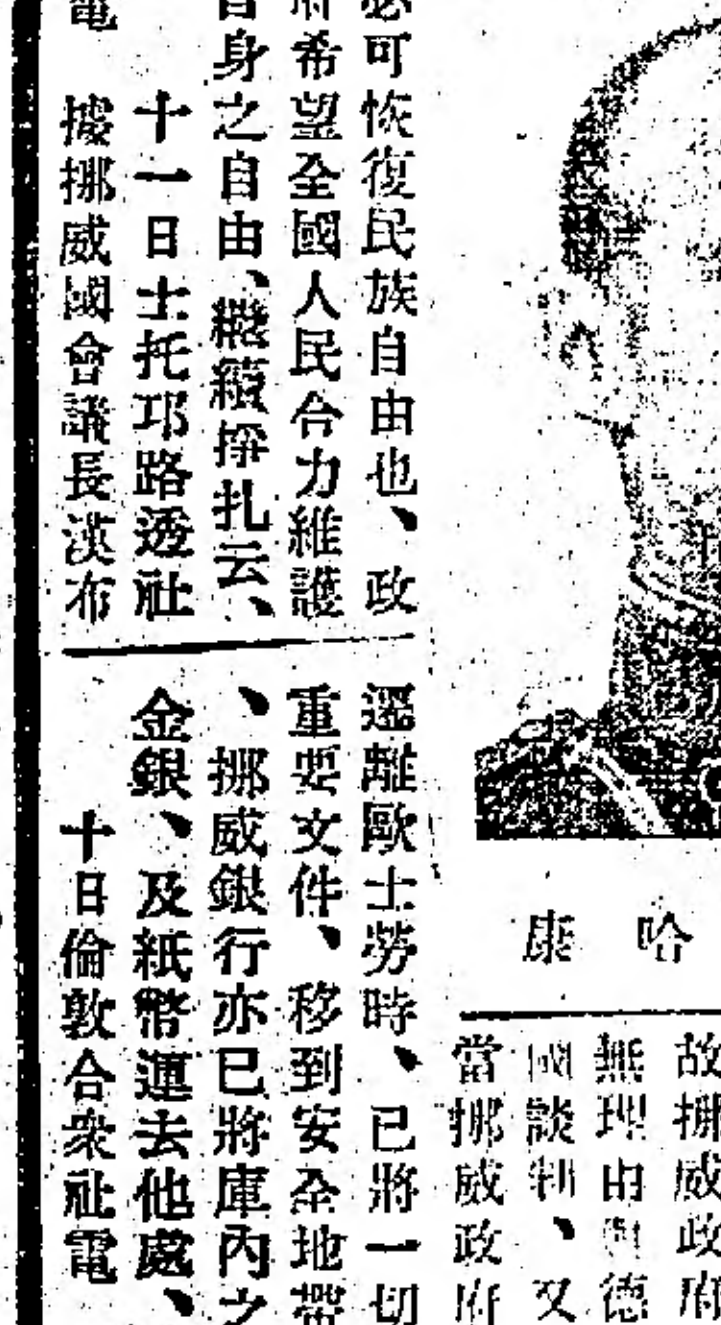 必可恢復民族自由也、政
府希望全國人民合力維護
自身之自由、繼續掙扎云、
十一日士托邛路透社
電　據挪威國會議長漢布
哈康
故挪威政府
無理由與德
國談判、又
當挪威政府
遷離歐士勞時、已將一切
重要文件、移到安全地帶
、挪威銀行亦已將庫內之
金銀、及紙幣運去他處、
十日倫敦合衆社電